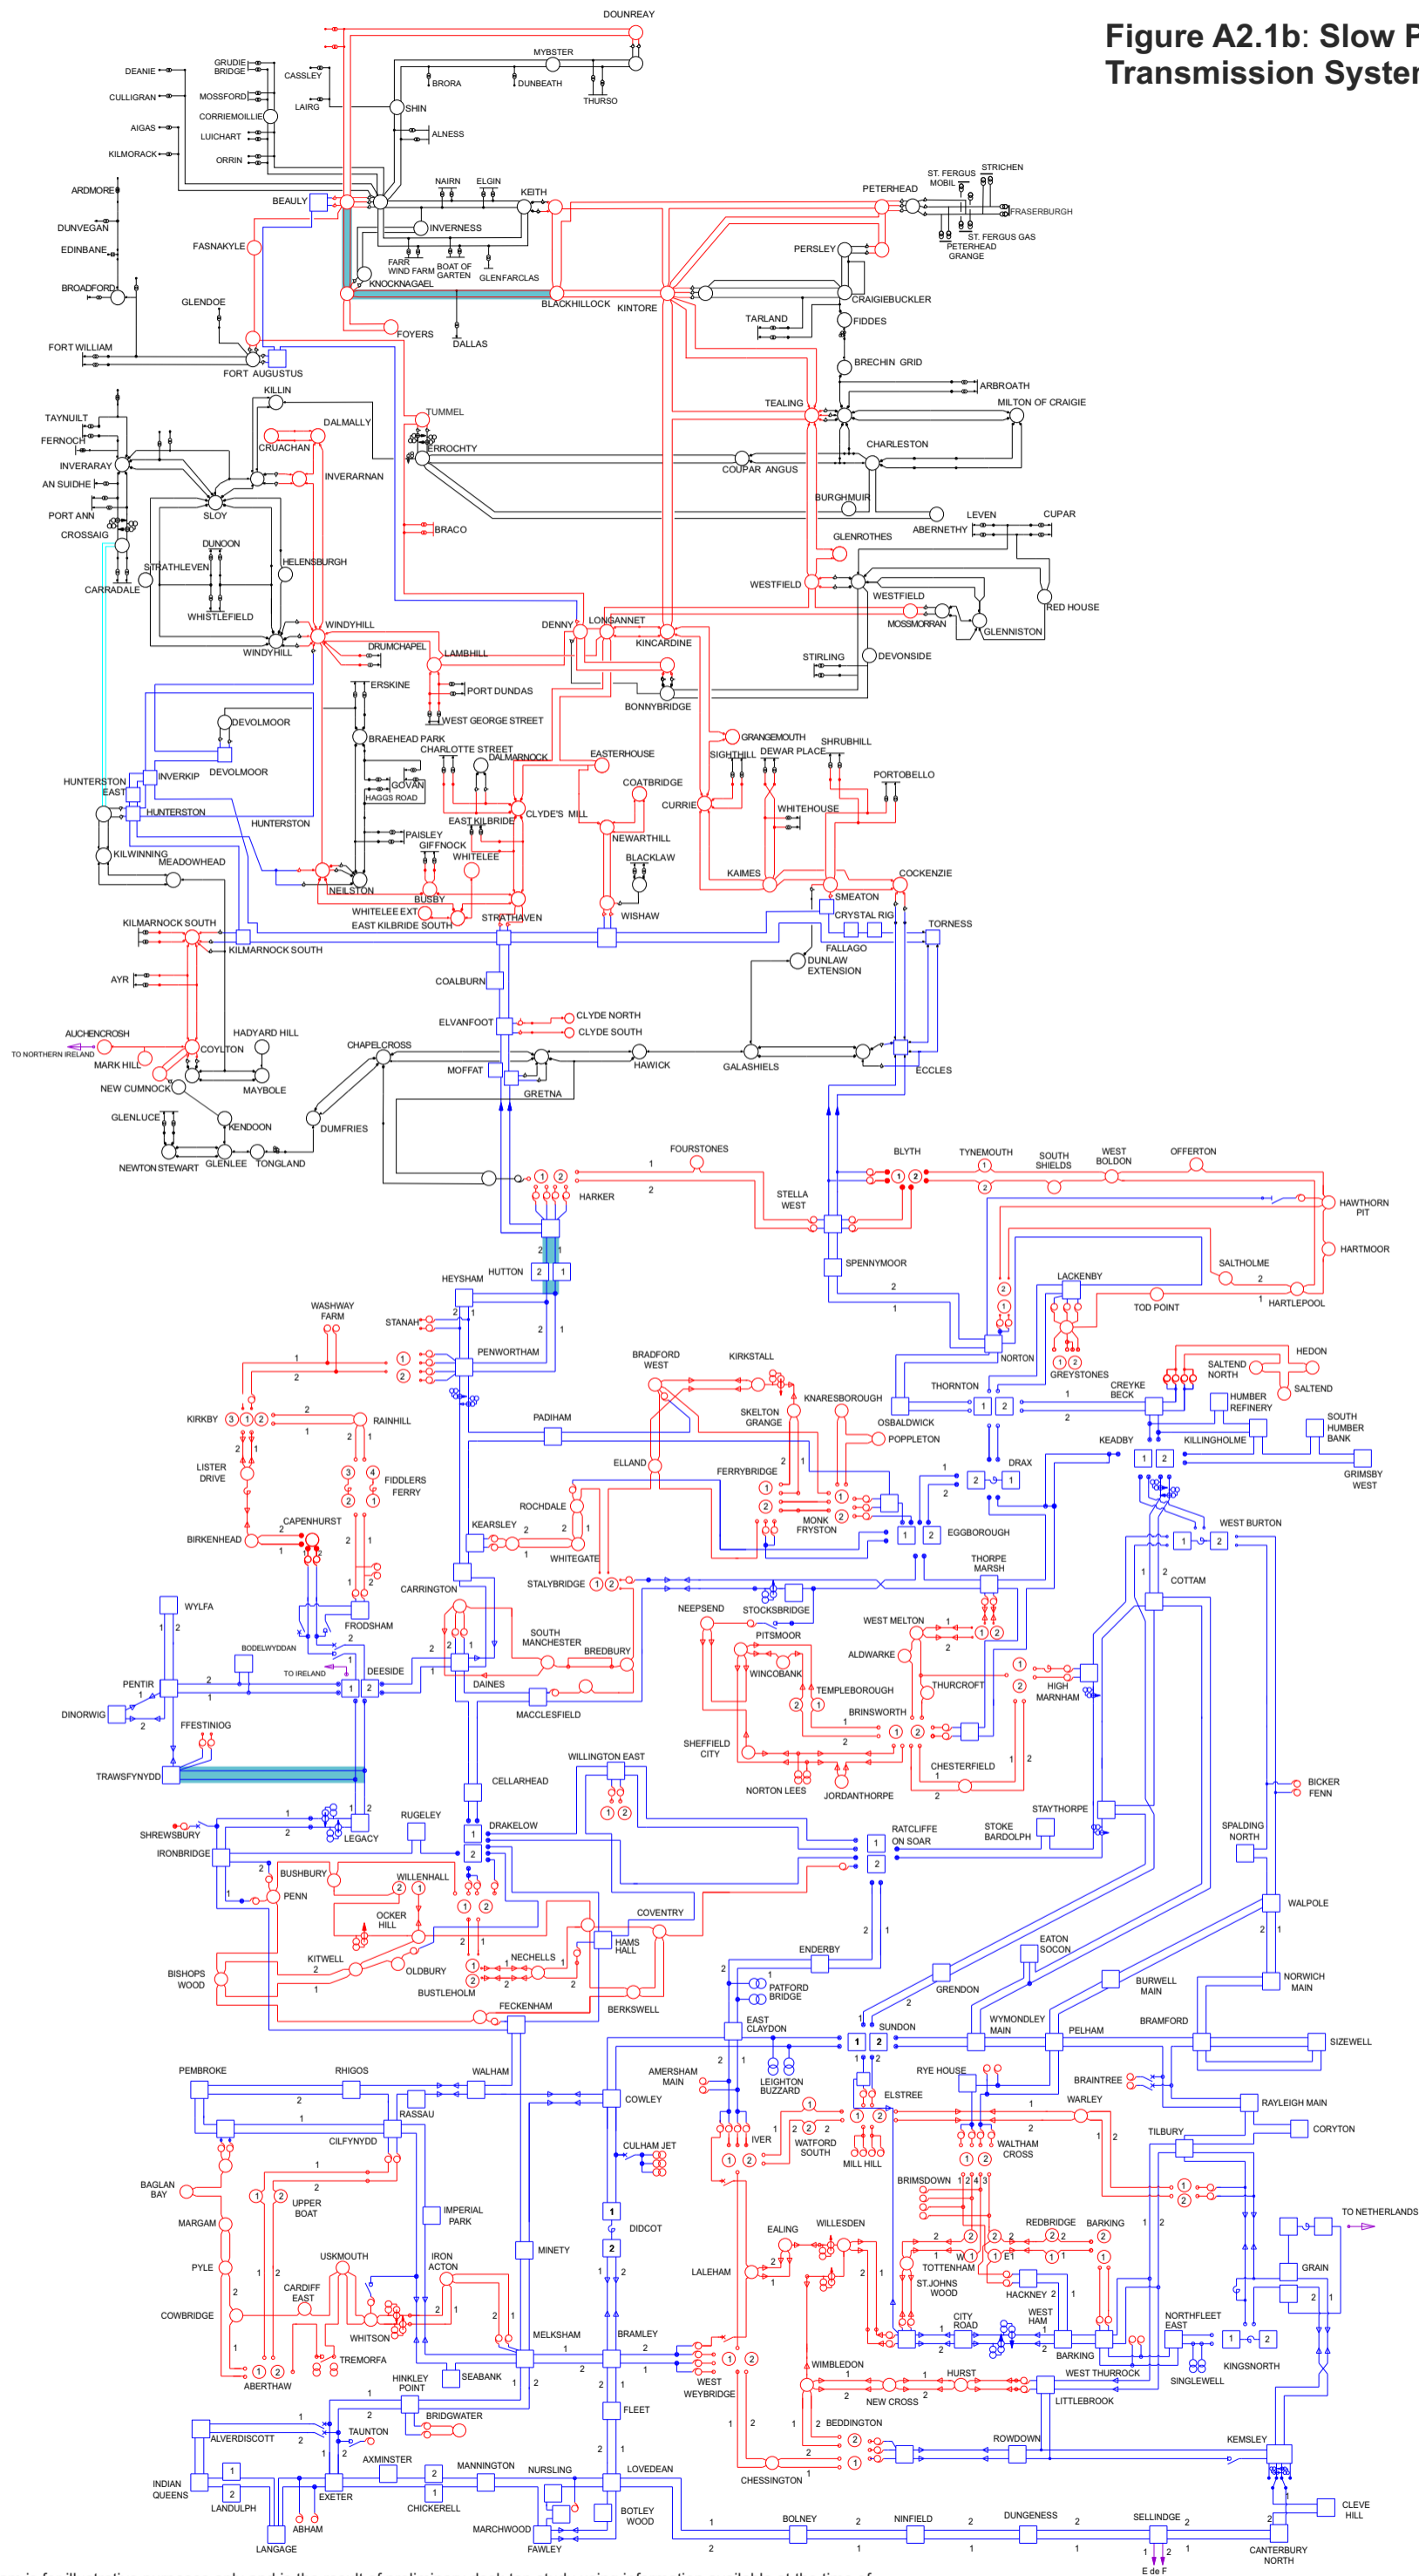 Figure A2.1b: Slow P
Transmission System
DOUNREAY
MYBSTER
GRUDIE
BRIDGE
DEANIE
CASSLEY
BRORA
DUNBEATH
THURSO
CULLIGRAN
MOSSFORD
LAIRG
SHIN
CORRIEMOILLIE
AIGAS
LUICHART
ALNESS
KILMORACK
ORRIN
STRICHEN
ST. FERGUS
MOBIL
ARDMORE
NAIRN
ELGIN
KEITH
PETERHEAD
BEAULY
FRASERBURGH
DUNVEGAN
INVERNESS
ST. FERGUS GAS
PETERHEAD
GRANGE
FASNAKYLE
EDINBANE
PERSLEY
FARR
WIND FARM
BOAT OF
GARTEN
GLENFARCLAS
BROADFORD
KNOCKNAGAEL
GLENDOE
BLACKHILLOCK
KINTORE
CRAIGIEBUCKLER
TARLAND
FIDDES
FOYERS
DALLAS
FORT WILLIAM
FORT AUGUSTUS
BRECHIN GRID
KILLIN
ARBROATH
TEALING
MILTON OF CRAIGIE
TAYNUILT
DALMALLY
TUMMEL
FERNOCH
CRUACHAN
ERROCHTY
CHARLESTON
INVERARAY
COUPAR ANGUS
INVERARNAN
AN SUIDHE
PORT ANN
SLOY
BURGHMUIR
CROSSAIG
ABERNETHY
LEVEN
CUPAR
BRACO
DUNOON
GLENROTHES
STRATHLEVEN
HELENSBURGH
CARRADALE
WESTFIELD
WESTFIELD
WHISTLEFIELD
RED HOUSE
MOSSMORRAN
GLENNISTON
WINDYHILL
DENNY
LONGANNET
KINCARDINE
WINDYHILL
DRUMCHAPEL
LAMBHILL
STIRLING
DEVONSIDE
ERSKINE
PORT DUNDAS
BONNYBRIDGE
WEST GEORGE STREET
DEVOLMOOR
BRAEHEAD PARK
GRANGEMOUTH
CHARLOTTE STREET
DALMARNOCK
EASTERHOUSE
SIGHTHILL
DEWAR PLACE
SHRUBHILL
DEVOLMOOR
INVERKIP
HUNTERSTON
EAST
GOVAN
HAGGS ROAD
COATBRIDGE
PORTOBELLO
CURRIE
HUNTERSTON
HUNTERSTON
EAST KILBRIDE
CLYDE'S MILL
WHITEHOUSE
PAISLEY
GIFFNOCK
NEWARTHILL
KILWINNING
MEADOWHEAD
WHITELEE
BLACKLAW
KAIMES
COCKENZIE
NEILSTON
BUSBY
SMEATON
WHITELEE EXT
EAST KILBRIDE SOUTH
STRATHAVEN
WISHAW
CRYSTAL RIG
TORNESS
KILMARNOCK SOUTH
KILMARNOCK SOUTH
FALLAGO
DUNLAW
EXTENSION
AYR
COALBURN
CLYDE NORTH
ELVANFOOT
CLYDE SOUTH
AUCHENCROSH
HADYARD HILL
TO NORTHERN IRELAND
COYLTON
CHAPELCROSS
MARK HILL
MOFFAT
HAWICK
GALASHIELS
ECCLES
NEW CUMNOCK
MAYBOLE
GRETNA
GLENLUCE
KENDOON
DUMFRIES
NEWTON STEWART
GLENLEE
TONGLAND
FOURSTONES
BLYTH
TYNEMOUTH
SOUTH
SHIELDS
WEST
BOLDON
OFFERTON
HARKER
STELLA
WEST
HAWTHORN
PIT
HARTMOOR
HUTTON
SPENNYMOOR
HEYSHAM
LACKENBY
SALTHOLME
TOD POINT
HARTLEPOOL
WASHWAY
FARM
STANAH
PENWORTHAM
BRADFORD
WEST
KIRKSTALL
NORTON
GREYSTONES
HEDON
SALTEND
NORTH
SALTEND
THORNTON
CREYKE
BECK
KNARESBOROUGH
HUMBER
REFINERY
SKELTON
GRANGE
OSBALDWICK
KIRKBY
RAINHILL
PADIHAM
POPPLETON
KEADBY
KILLINGHOLME
SOUTH
HUMBER
BANK
LISTER
DRIVE
FIDDLERS
FERRY
ELLAND
FERRYBRIDGE
DRAX
GRIMSBY
WEST
ROCHDALE
MONK
FRYSTON
CAPENHURST
KEARSLEY
EGGBOROUGH
WEST BURTON
BIRKENHEAD
WHITEGATE
THORPE
MARSH
CARRINGTON
STALYBRIDGE
COTTAM
WYLFA
FRODSHAM
STOCKSBRIDGE
NEEPSEND
WEST MELTON
BODELWYDDAN
SOUTH
MANCHESTER
PITSMOOR
BREDBURY
ALDWARKE
TO IRELAND
DEESIDE
WINCOBANK
PENTIR
DAINES
THURCROFT
HIGH
MARNHAM
TEMPLEBOROUGH
DINORWIG
MACCLESFIELD
BRINSWORTH
FFESTINIOG
SHEFFIELD
CITY
WILLINGTON EAST
CHESTERFIELD
TRAWSFYNYDD
CELLARHEAD
NORTON LEES
JORDANTHORPE
BICKER
FENN
RUGELEY
STAYTHORPE
SHREWSBURY
LEGACY
DRAKELOW
RATCLIFFE
ON SOAR
STOKE
BARDOLPH
SPALDING
NORTH
IRONBRIDGE
BUSHBURY
WILLENHALL
PENN
WALPOLE
OCKER
HILL
COVENTRY
KITWELL
HAMS
HALL
EATON
SOCON
NECHELLS
ENDERBY
BISHOPS
WOOD
OLDBURY
NORWICH
MAIN
BUSTLEHOLM
PATFORD
BRIDGE
GRENDON
BURWELL
MAIN
BERKSWELL
FECKENHAM
EAST
CLAYDON
SUNDON
WYMONDLEY
MAIN
PELHAM
BRAMFORD
SIZEWELL
PEMBROKE
RHIGOS
WALHAM
AMERSHAM
MAIN
LEIGHTON
BUZZARD
RYE HOUSE
BRAINTREE
RASSAU
COWLEY
ELSTREE
WARLEY
RAYLEIGH MAIN
CILFYNYDD
IVER
WATFORD
SOUTH
WALTHAM
CROSS
TILBURY
CORYTON
CULHAM JET
MILL HILL
BAGLAN
BAY
UPPER
BOAT
BRIMSDOWN
IMPERIAL
PARK
TO NETHERLANDS
MARGAM
DIDCOT
EALING
WILLESDEN
REDBRIDGE
BARKING
MINETY
PYLE
USKMOUTH
IRON
ACTON
LALEHAM
TOTTENHAM
GRAIN
CARDIFF
EAST
ST.JOHNS
WOOD
HACKNEY
COWBRIDGE
WHITSON
CITY
ROAD
WEST
HAM
NORTHFLEET
EAST
MELKSHAM
BRAMLEY
BARKING
ABERTHAW
TREMORFA
SEABANK
WIMBLEDON
WEST THURROCK
SINGLEWELL
KINGSNORTH
HINKLEY
POINT
WEST
WEYBRIDGE
NEW CROSS
HURST
LITTLEBROOK
ALVERDISCOTT
TAUNTON
BRIDGWATER
FLEET
BEDDINGTON
ROWDOWN
KEMSLEY
AXMINSTER
MANNINGTON
NURSLING
LOVEDEAN
CHESSINGTON
INDIAN
QUEENS
LANDULPH
EXETER
CHICKERELL
BOTLEY
WOOD
CLEVE
HILL
ABHAM
MARCHWOOD
LANGAGE
FAWLEY
BOLNEY
NINFIELD
DUNGENESS
SELLINDGE
CANTERBURY
NORTH
E de F